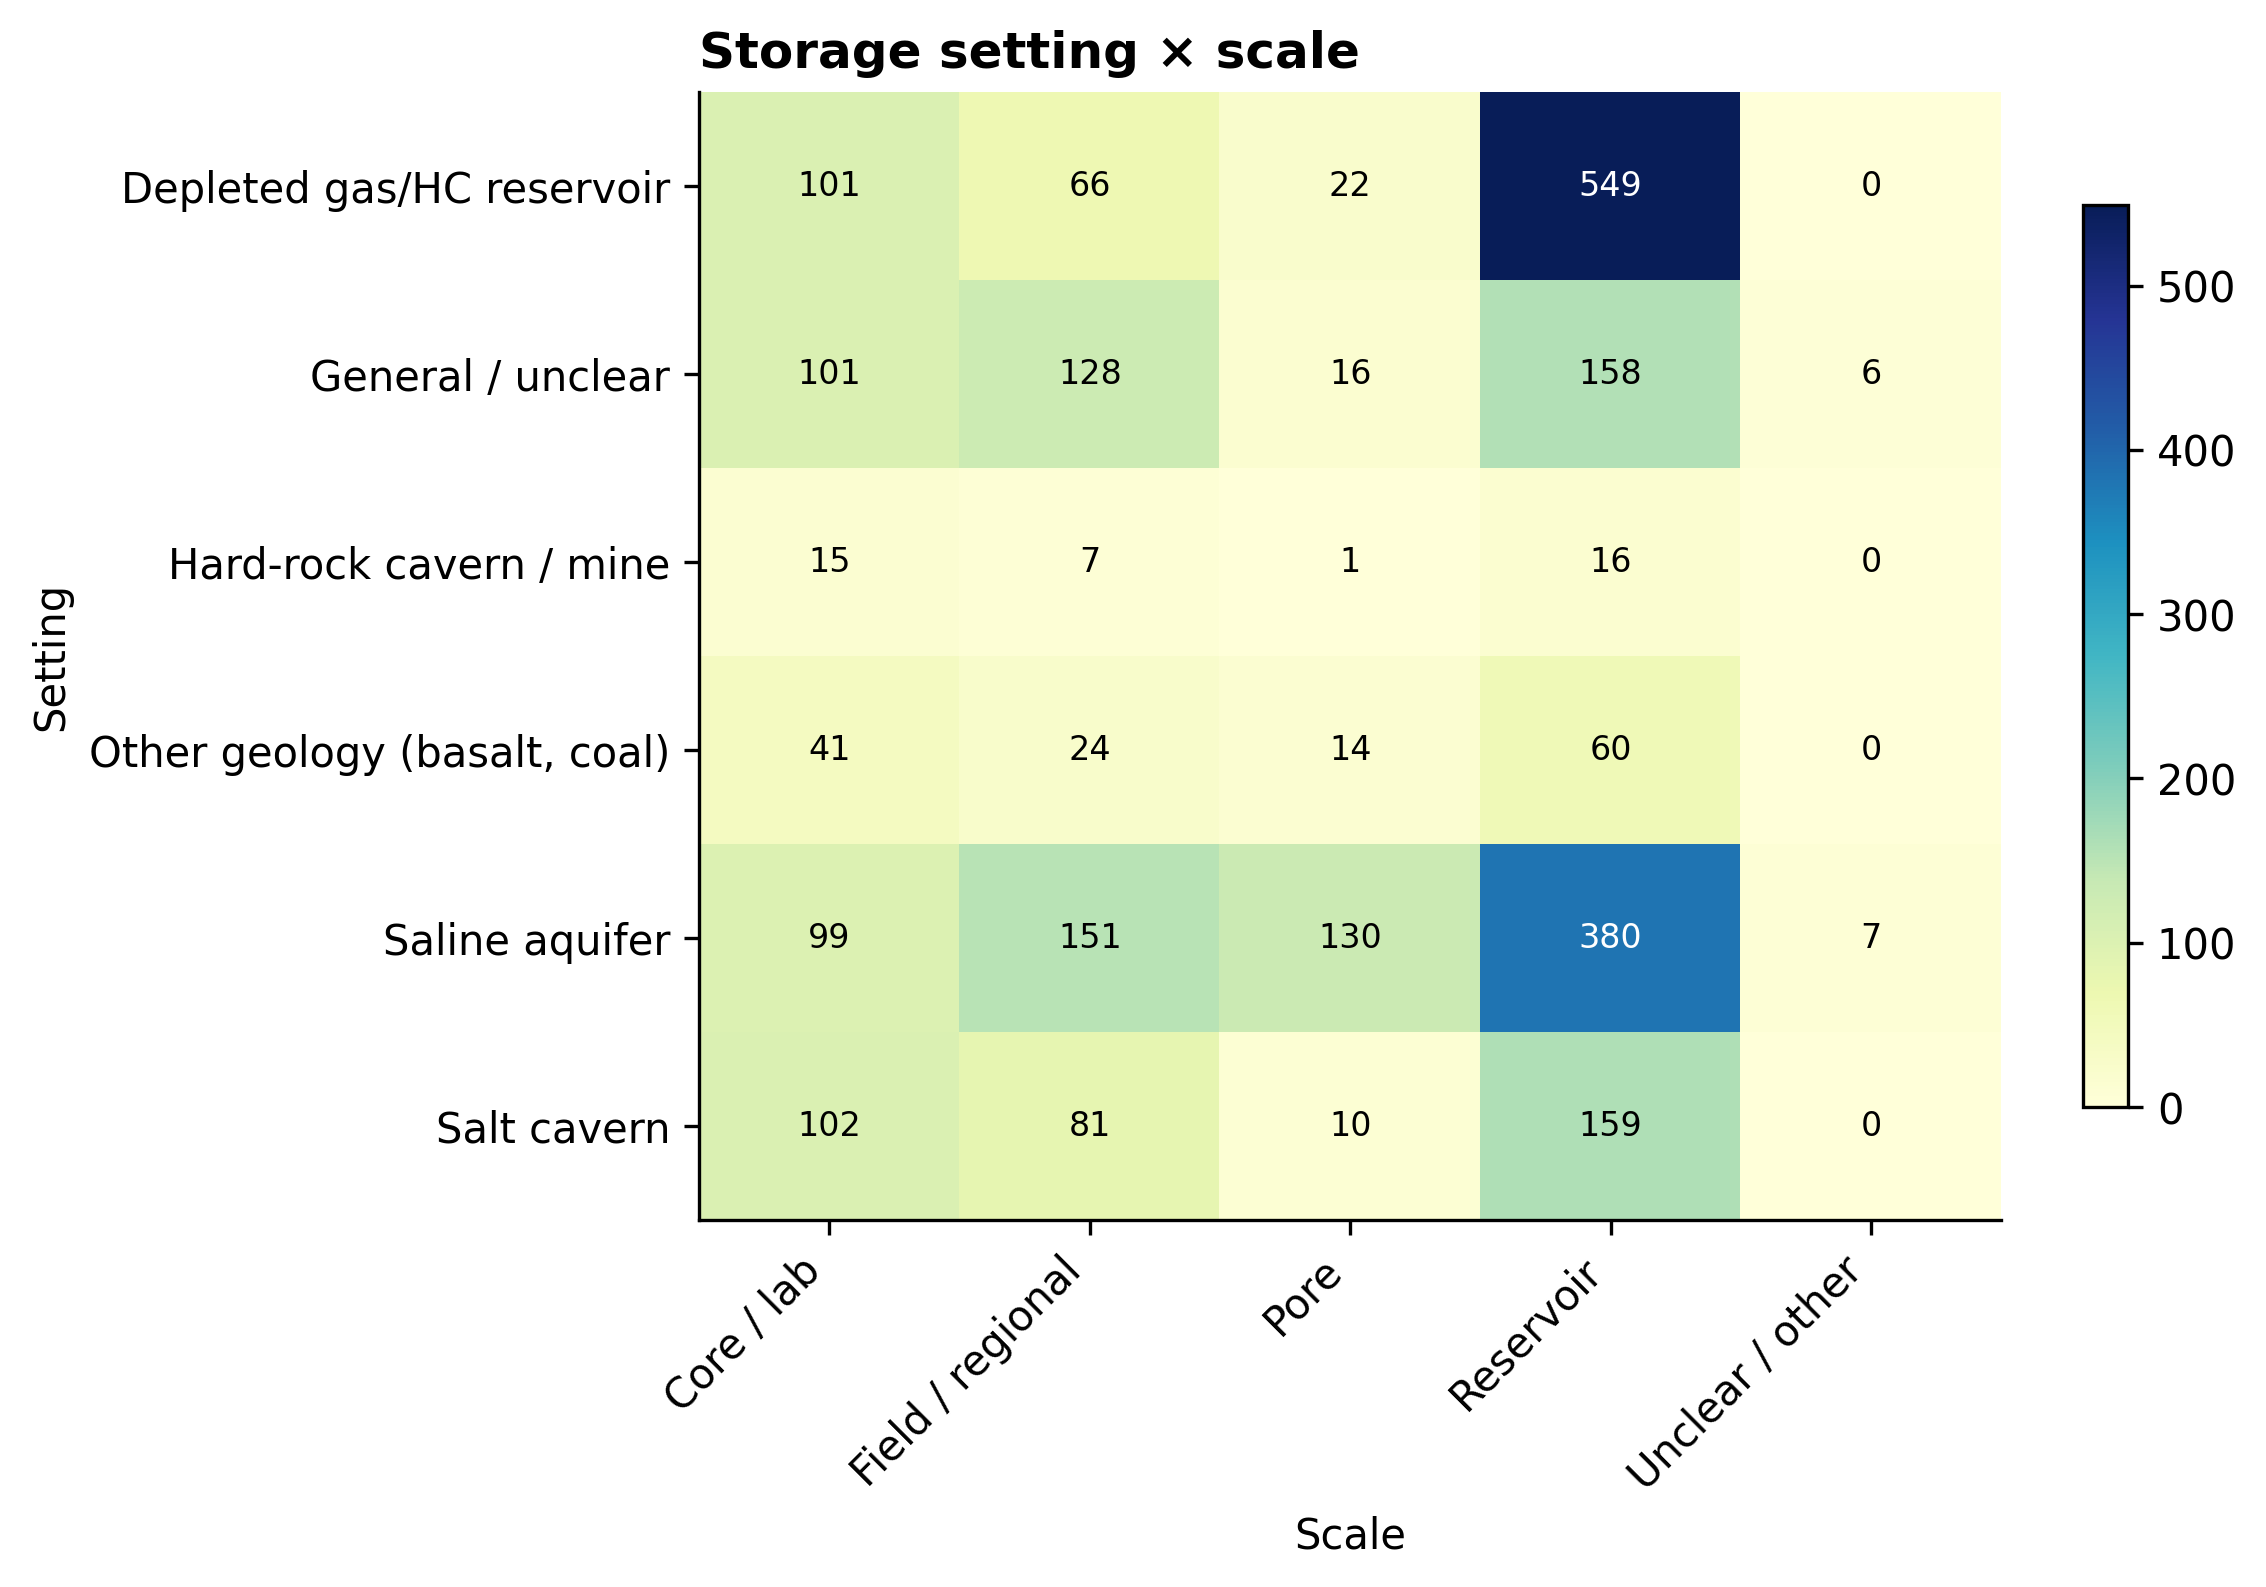 Storage setting × scale
Depleted gas/HC reservoir 101 66 22 549 0
General / unclear 101 128 16 158 6
Hard-rock cavern / mine 15 7 1 16 0
Other geology (basalt, coal) 41 24 14 60 0
Saline aquifer 99 151 130 380 7
Salt cavern 102 81 10 159 0
Setting
Core / lab
Field / regional
Pore
Reservoir
Unclear / other
Scale
500
400
300
200
100
0